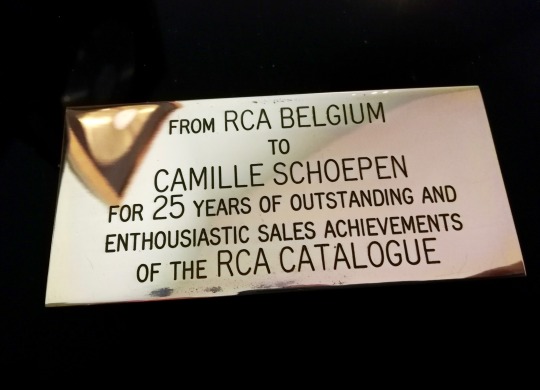 FROM RCA BELGIUM
TO
CAMILLE SCHOEPEN
FOR 25 YEARS OF OUTSTANDING AND
ENTHOUSIASTIC SALES ACHIEVEMENTS
OF THE RCA CATALOGUE